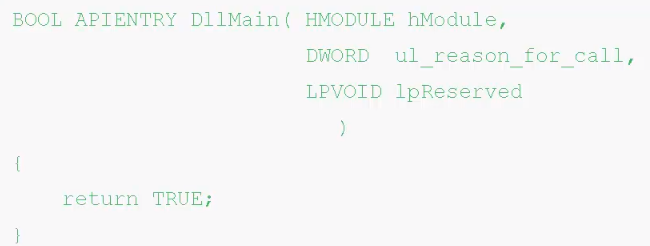 BOOL APIENTRY DllMain( HMODULE hModule,
DWORD  ul_reason_for_call,
LPVOID lpReserved
)
{
return TRUE;
}